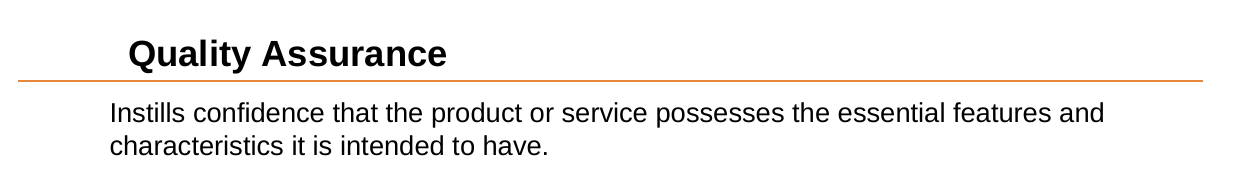 Quality Assurance
Instills confidence that the product or service possesses the essential features and
characteristics it is intended to have.